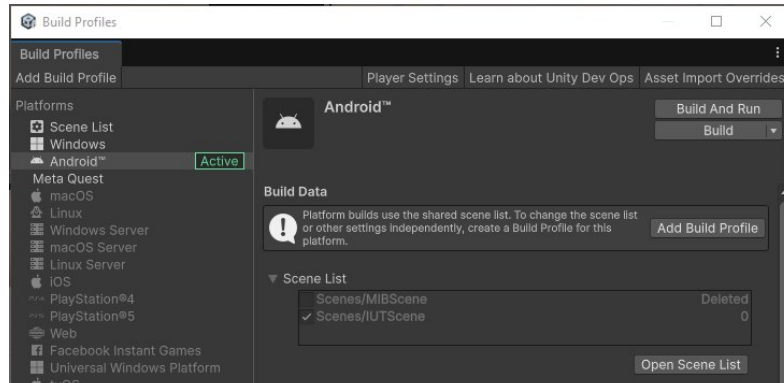 Build Profiles
Build Profiles
Add Build Profile
Player Settings
Learn about Unity Dev Ops
Asset Import Overrides
Platforms
Scene List
Windows
Android™
Active
Meta Quest
macOS
Linux
Windows Server
macOS Server
Linux Server
iOS
PlayStation®4
PlayStation®5
Web
Facebook Instant Games
Universal Windows Platform
Android™
Build And Run
Build
Build Data
Platform builds use the shared scene list. To change the scene list
or other settings independently, create a Build Profile for this
platform.
Add Build Profile
Scene List
Scenes/MIBScene
Deleted
Scenes/IUTScene
0
Open Scene List